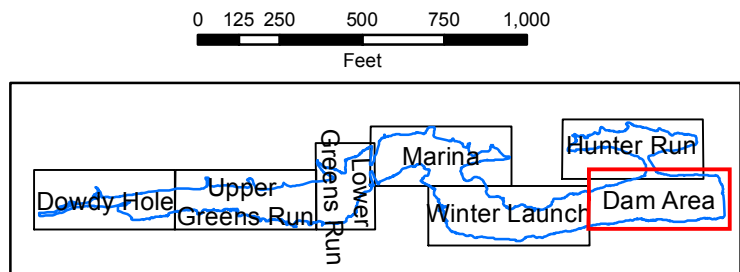 0 125 250 500 750 1,000
Feet
Dowdy Hole
Upper
Greens Run
Lower
Greens Run
Marina
Winter Launch
Hunter Run
Dam Area